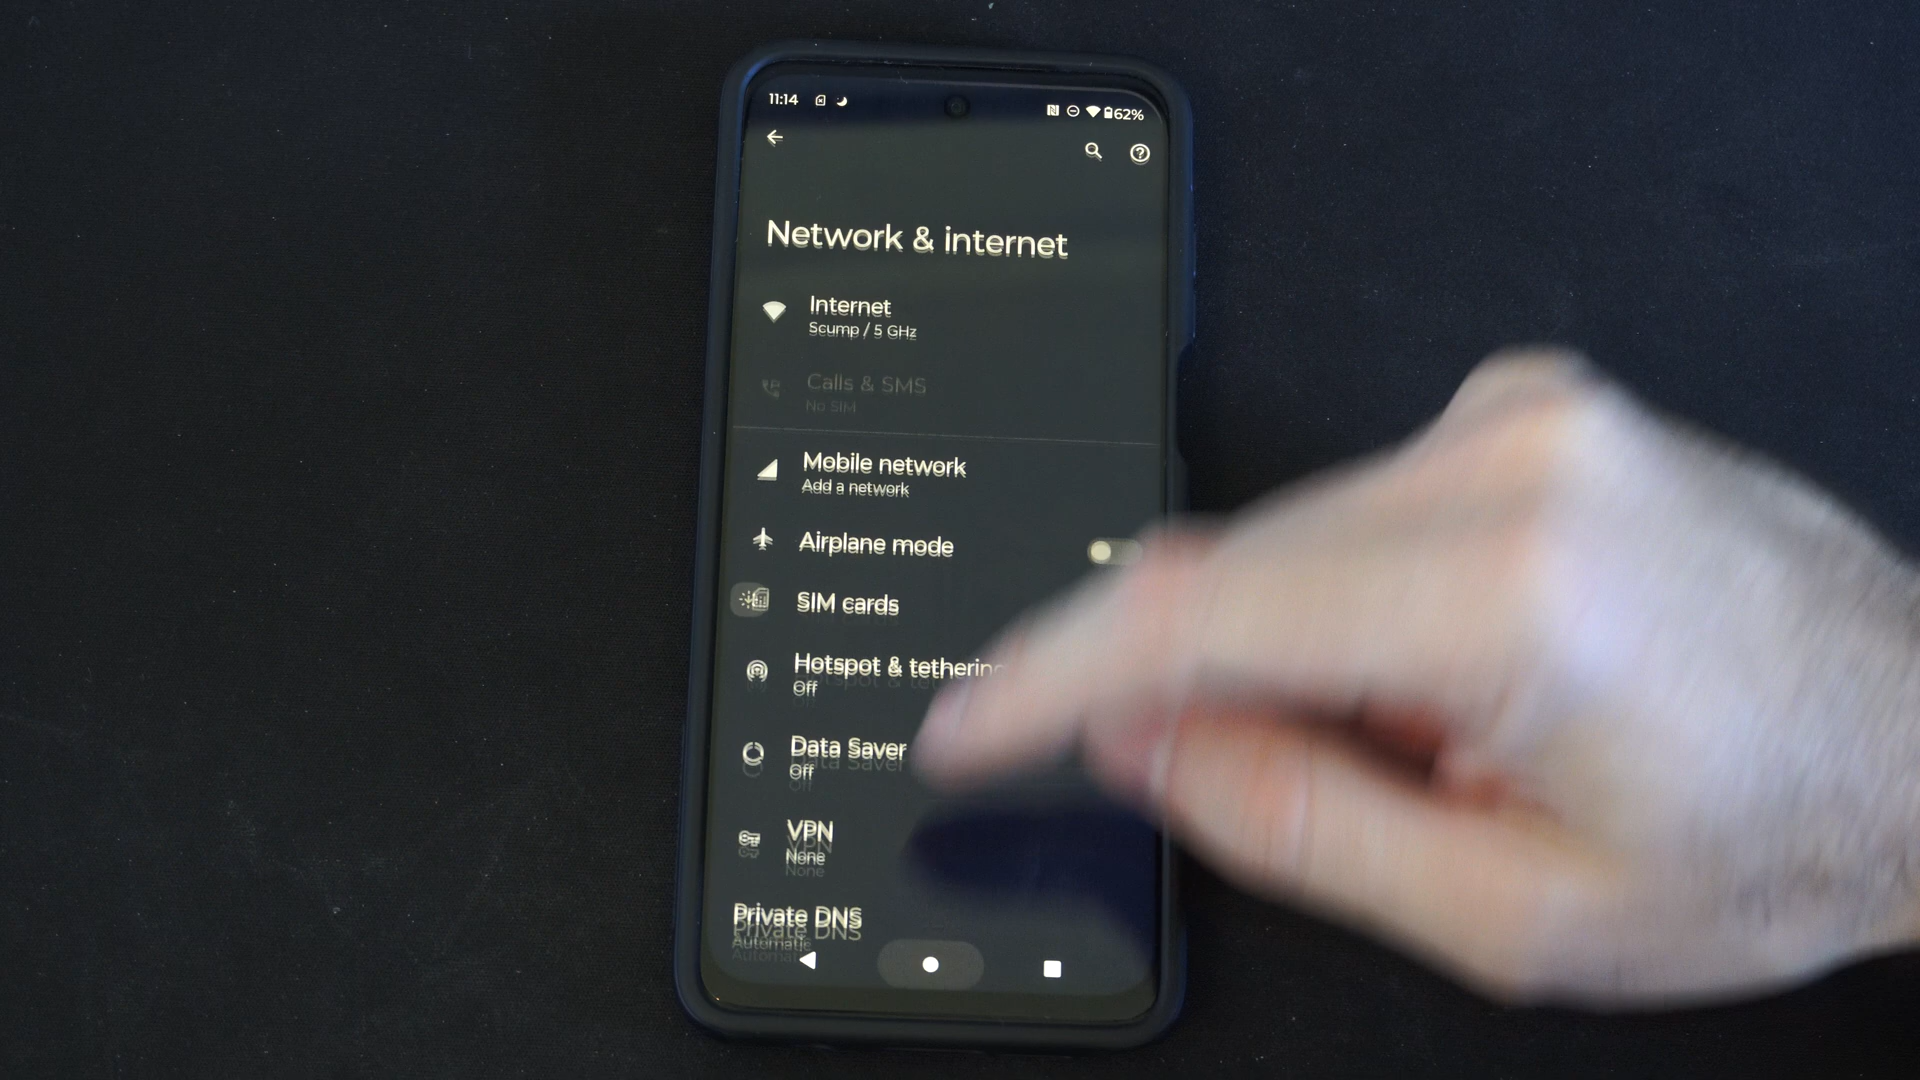 11:14
62%
Network & internet
Internet
Scump / 5 GHz
Calls & SMS
No SIM
Mobile network
Add a network
Airplane mode
SIM cards
Hotspot & tethering
Off
Data Saver
Off
VPN
None
Private DNS
Automatic